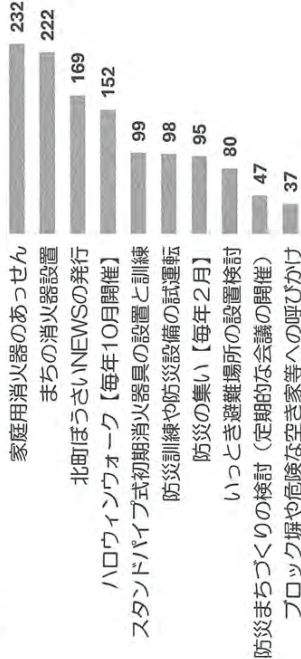 家庭用消火器のあっせん 232
まちの消火器設置 222
北町ぼうさいNEWSの発行 169
ハロウィンウォーク【毎年10月開催】 152
スタンドパイプ式初期消火器具の設置と訓練 99
防災訓練や防災設備の試運転 98
防災の集い【毎年2月】 95
いっとき避難場所の設置検討 80
防災まちづくりの検討（定期的な会議の開催） 47
ブロック塀や危険な空き家等への呼びかけ 37